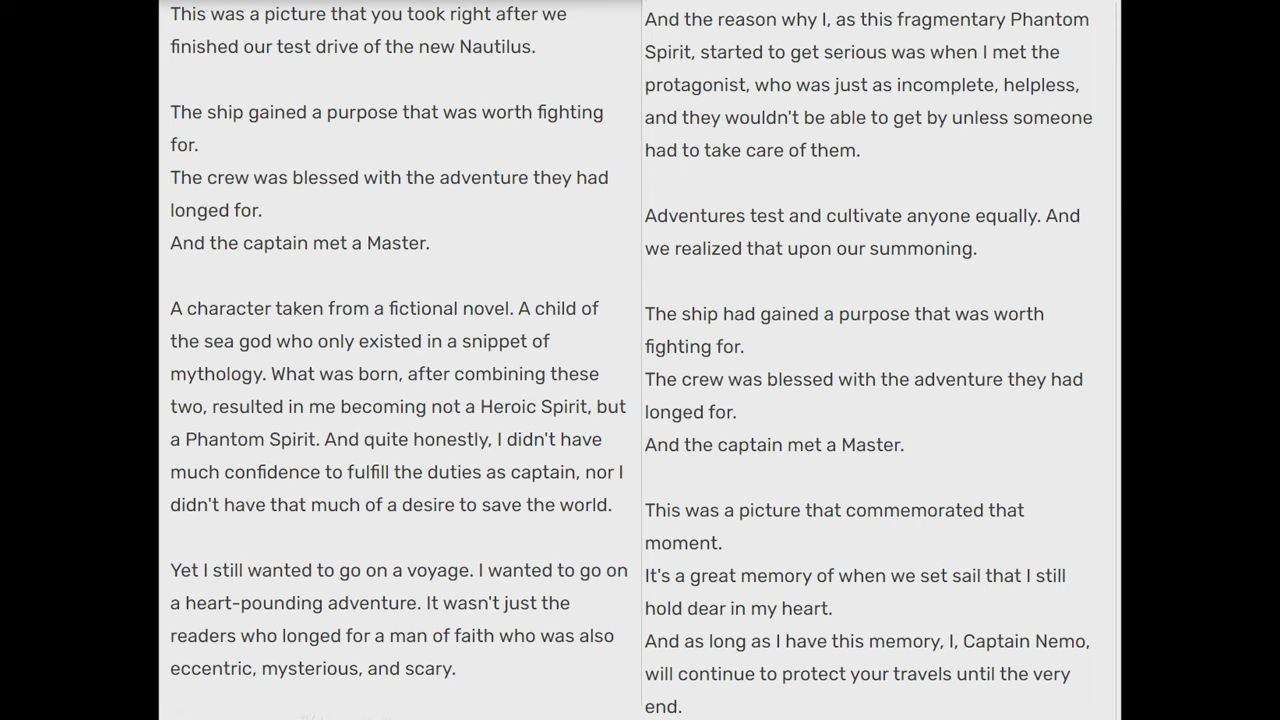 This was a picture that you took right after we
finished our test drive of the new Nautilus.
The ship gained a purpose that was worth fighting
for.
The crew was blessed with the adventure they had
longed for.
And the captain met a Master.
A character taken from a fictional novel. A child of
the sea god who only existed in a snippet of
mythology. What was born, after combining these
two, resulted in me becoming not a Heroic Spirit, but
a Phantom Spirit. And quite honestly, I didn't have
much confidence to fulfill the duties as captain, nor I
didn't have that much of a desire to save the world.
Yet I still wanted to go on a voyage. I wanted to go on
a heart-pounding adventure. It wasn't just the
readers who longed for a man of faith who was also
eccentric, mysterious, and scary.
And the reason why I, as this fragmentary Phantom
Spirit, started to get serious was when I met the
protagonist, who was just as incomplete, helpless,
and they wouldn't be able to get by unless someone
had to take care of them.
Adventures test and cultivate anyone equally. And
we realized that upon our summoning.
The ship had gained a purpose that was worth
fighting for.
The crew was blessed with the adventure they had
longed for.
And the captain met a Master.
This was a picture that commemorated that
moment.
It's a great memory of when we set sail that I still
hold dear in my heart.
And as long as I have this memory, I, Captain Nemo,
will continue to protect your travels until the very
end.